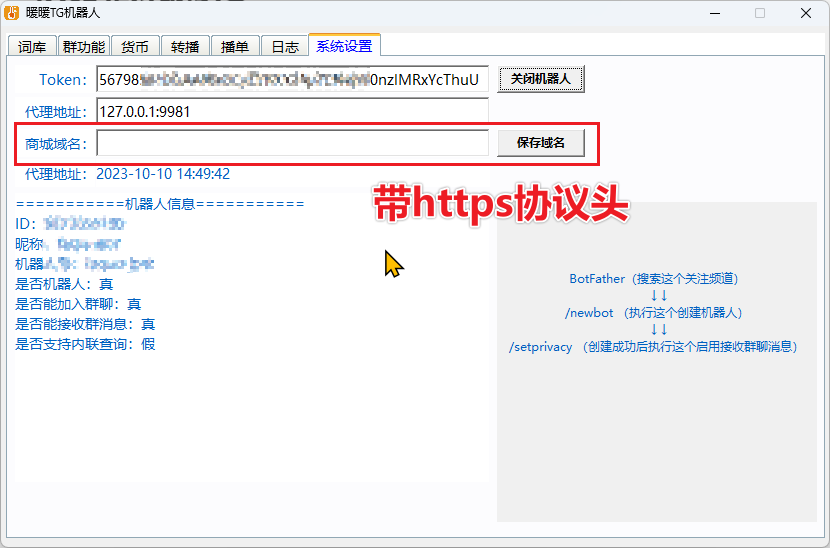 暖暖TG机器人
词库 群功能 货币 转播 播单 日志 系统设置
Token: 56798 0nzIMRxYcThuU 关闭机器人
代理地址: 127.0.0.1:9981
商城域名: 保存域名
代理地址: 2023-10-10 14:49:42
带https协议头
===========机器人信息===========
ID:
昵称
机器
是否机器人：真
是否能加入群聊：真
是否能接收群消息：真
是否支持内联查询：假
BotFather（搜索这个关注频道）
↓↓
/newbot （执行这个创建机器人）
↓↓
/setprivacy （创建成功后执行这个启用接收群聊消息）